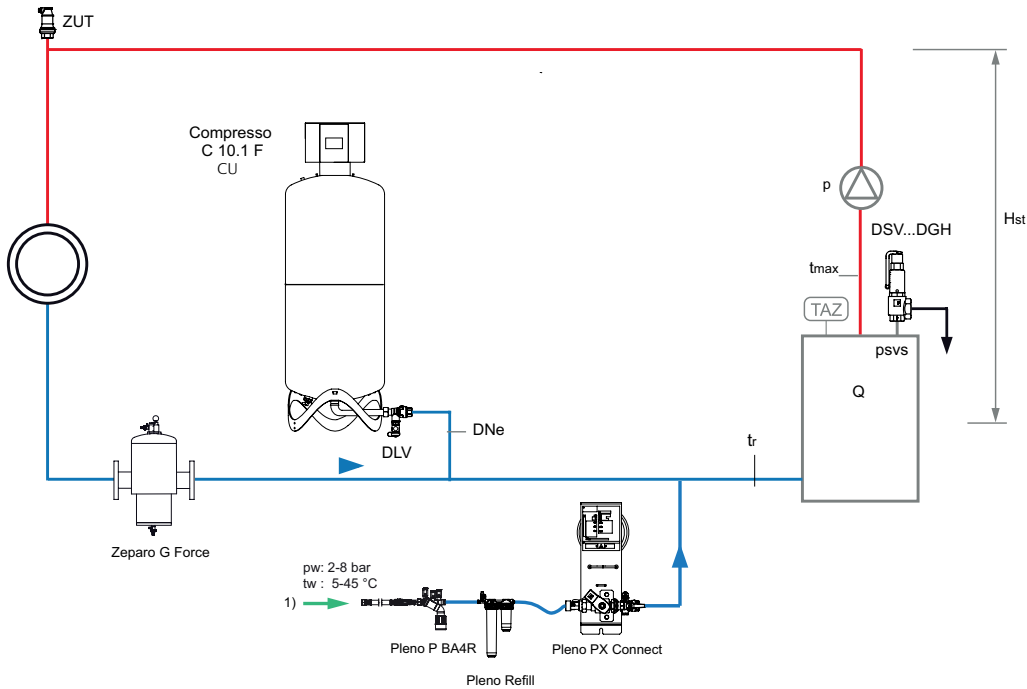 ZUT
Compresso
C 10.1 F
CU
p
Hst
DSV...DGH
tmax
TAZ
psvs
Q
DNe
DLV
tr
Zeparo G Force
pw: 2-8 bar
tw : 5-45 °C
1)
Pleno P BA4R
Pleno PX Connect
Pleno Refill